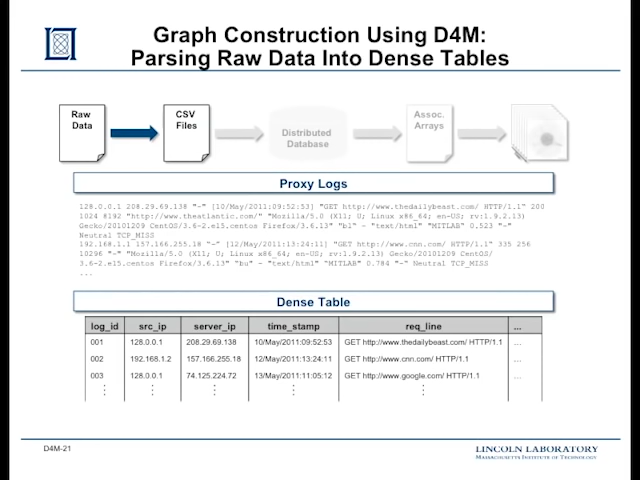 Graph Construction Using D4M:
Parsing Raw Data Into Dense Tables
Raw Data
CSV Files
Distributed Database
Assoc. Arrays
Proxy Logs
128.0.0.1 208.29.69.138 "-" [10/May/2011:09:52:53] "GET http://www.thedailybeast.com/ HTTP/1.1" 200
1024 8192 "http://www.theatlantic.com/" "Mozilla/5.0 (X11; U; Linux x86_64; en-US; rv:1.9.2.13)
Gecko/20101209 CentOS/3.6-2.el5.centos Firefox/3.6.13" "bl" - "text/html" "MITLAB" 0.523 "-"
Neutral TCP_MISS
192.168.1.1 157.166.255.18 "-" [12/May/2011:13:24:11] "GET http://www.cnn.com/ HTTP/1.1" 335 256
10296 "-" "Mozilla/5.0 (X11; U; Linux x86_64; en-US; rv:1.9.2.13) Gecko/20101209 CentOS/
3.6-2.el5.centos Firefox/3.6.13" "bu" - "text/html" "MITLAB" 0.784 "-" Neutral TCP_MISS
...
Dense Table
log_id src_ip server_ip time_stamp req_line ...
001 128.0.0.1 208.29.69.138 10/May/2011:09:52:53 GET http://www.thedailybeast.com/ HTTP/1.1 ...
002 192.168.1.2 157.166.255.18 12/May/2011:13:24:11 GET http://www.cnn.com/ HTTP/1.1 ...
003 128.0.0.1 74.125.224.72 13/May/2011:11:05:12 GET http://www.google.com/ HTTP/1.1 ...
D4M-21
LINCOLN LABORATORY
MASSACHUSETTS INSTITUTE OF TECHNOLOGY